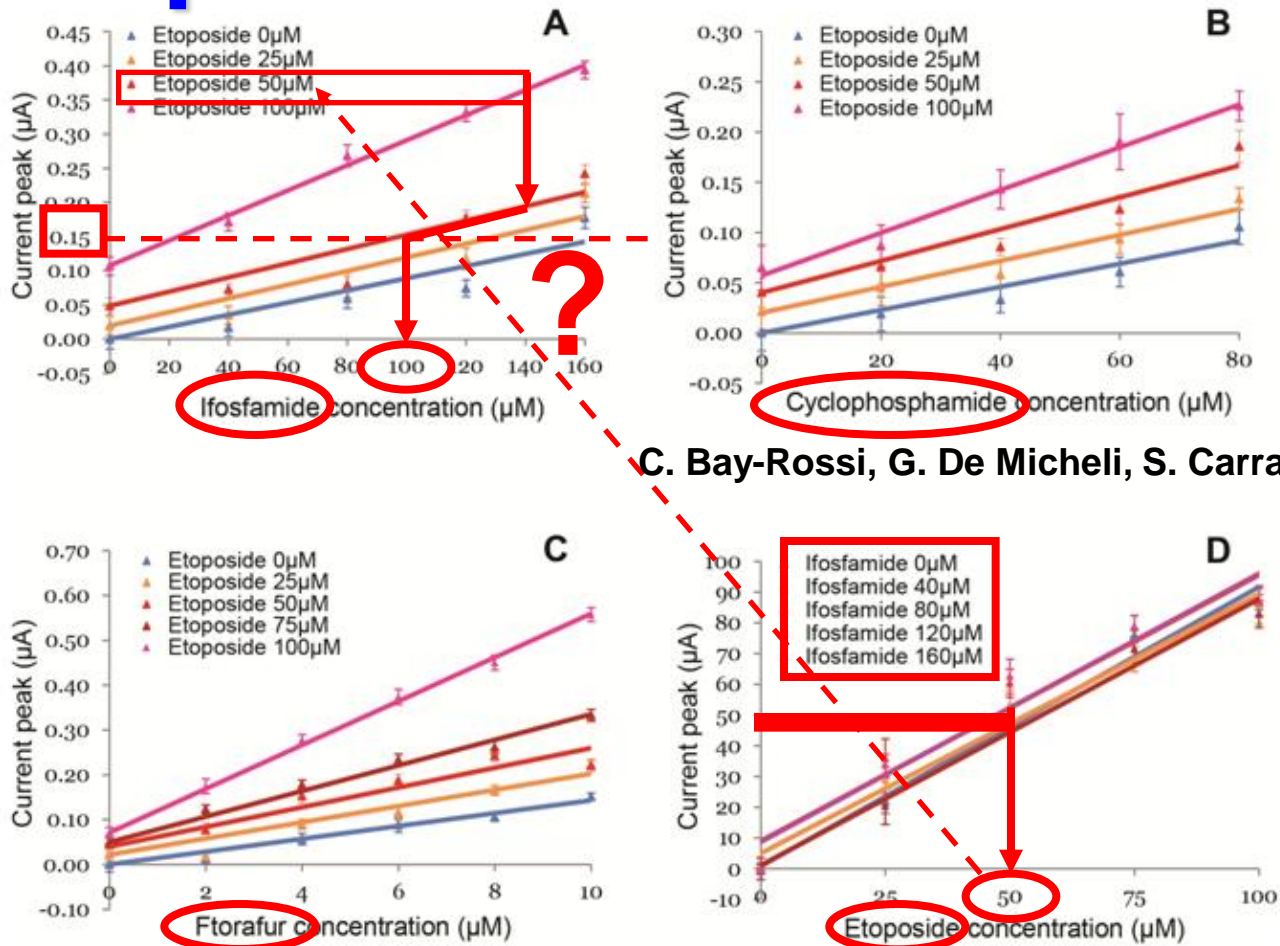 A
0.45
0.40
0.35
0.30
0.25
0.20
0.15
0.10
0.05
0.00
-0.05
Current peak (µA)
Etoposide 0µM
Etoposide 25µM
Etoposide 50µM
Etoposide 100µM
0 20 40 60 80 100 120 140 160
Ifosfamide concentration (µM)
?
B
0.30
0.25
0.20
0.15
0.10
0.05
0.00
-0.05
Current peak (µA)
Etoposide 0µM
Etoposide 25µM
Etoposide 50µM
Etoposide 100µM
0 20 40 60 80
Cyclophosphamide concentration (µM)
C. Bay-Rossi, G. De Micheli, S. Carra
C
0.70
0.60
0.50
0.40
0.30
0.20
0.10
0.00
-0.10
Current peak (µA)
Etoposide 0µM
Etoposide 25µM
Etoposide 50µM
Etoposide 75µM
Etoposide 100µM
0 2 4 6 8 10
Ftorafur concentration (µM)
D
100
90
80
70
60
50
40
30
20
10
0
-10
Current peak (µA)
Ifosfamide 0µM
Ifosfamide 40µM
Ifosfamide 80µM
Ifosfamide 120µM
Ifosfamide 160µM
0 25 50 75 100
Etoposide concentration (µM)